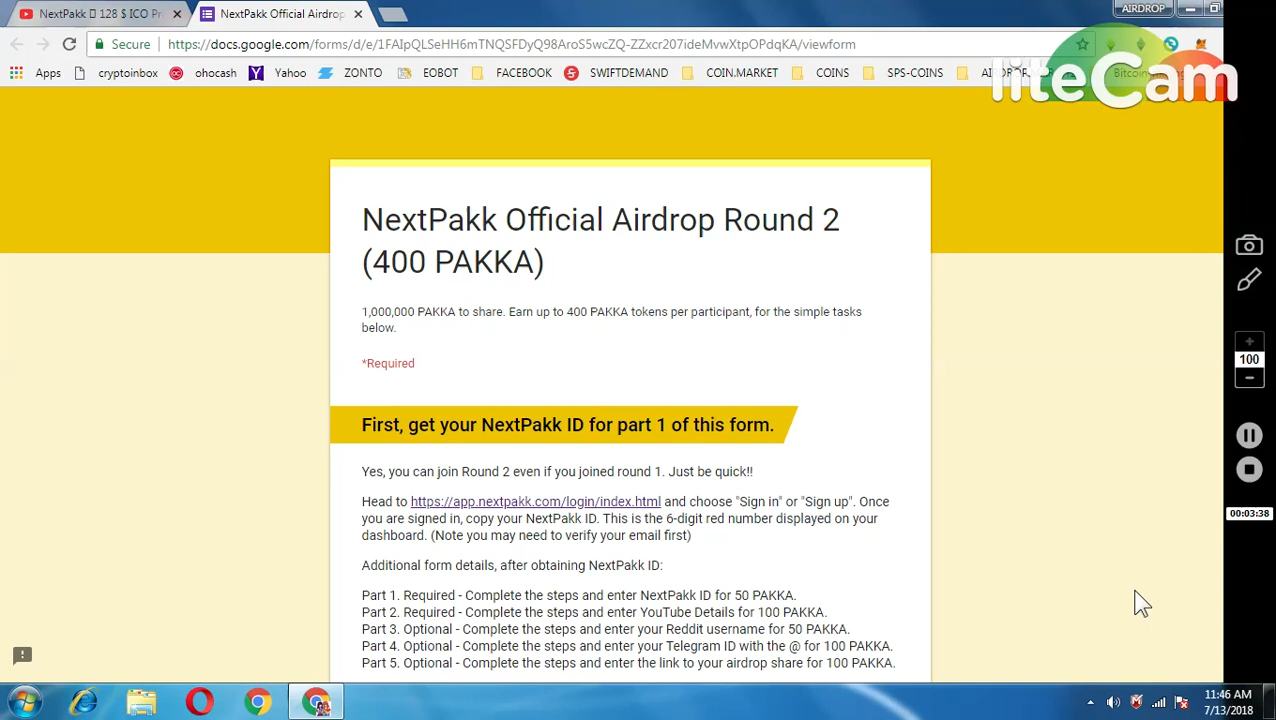 NextPakk 128 $ ICO Pr
NextPakk Official Airdrop
AIRDROP
Secure https://docs.google.com/forms/d/e/1FAIpQLSeHH6mTNQSFDyQ98AroS5wcZQ-ZZxcr207ideMvwXtpOPdqKA/viewform
Apps cryptoinbox ohocash Yahoo ZONTO EOBOT FACEBOOK SWIFTDEMAND COIN.MARKET COINS SPS-COINS
liteCam
NextPakk Official Airdrop Round 2
(400 PAKKA)
1,000,000 PAKKA to share. Earn up to 400 PAKKA tokens per participant, for the simple tasks
below.
*Required
100
First, get your NextPakk ID for part 1 of this form.
Yes, you can join Round 2 even if you joined round 1. Just be quick!!
Head to https://app.nextpakk.com/login/index.html and choose "Sign in" or "Sign up". Once
you are signed in, copy your NextPakk ID. This is the 6-digit red number displayed on your
00:03:38
dashboard. (Note you may need to verify your email first)
Additional form details, after obtaining NextPakk ID:
Part 1. Required - Complete the steps and enter NextPakk ID for 50 PAKKA.
Part 2. Required - Complete the steps and enter YouTube Details for 100 PAKKA.
Part 3. Optional - Complete the steps and enter your Reddit username for 50 PAKKA.
Part 4. Optional - Complete the steps and enter your Telegram ID with the @ for 100 PAKKA.
Part 5. Optional - Complete the steps and enter the link to your airdrop share for 100 PAKKA.
11:46 AM
7/13/2018